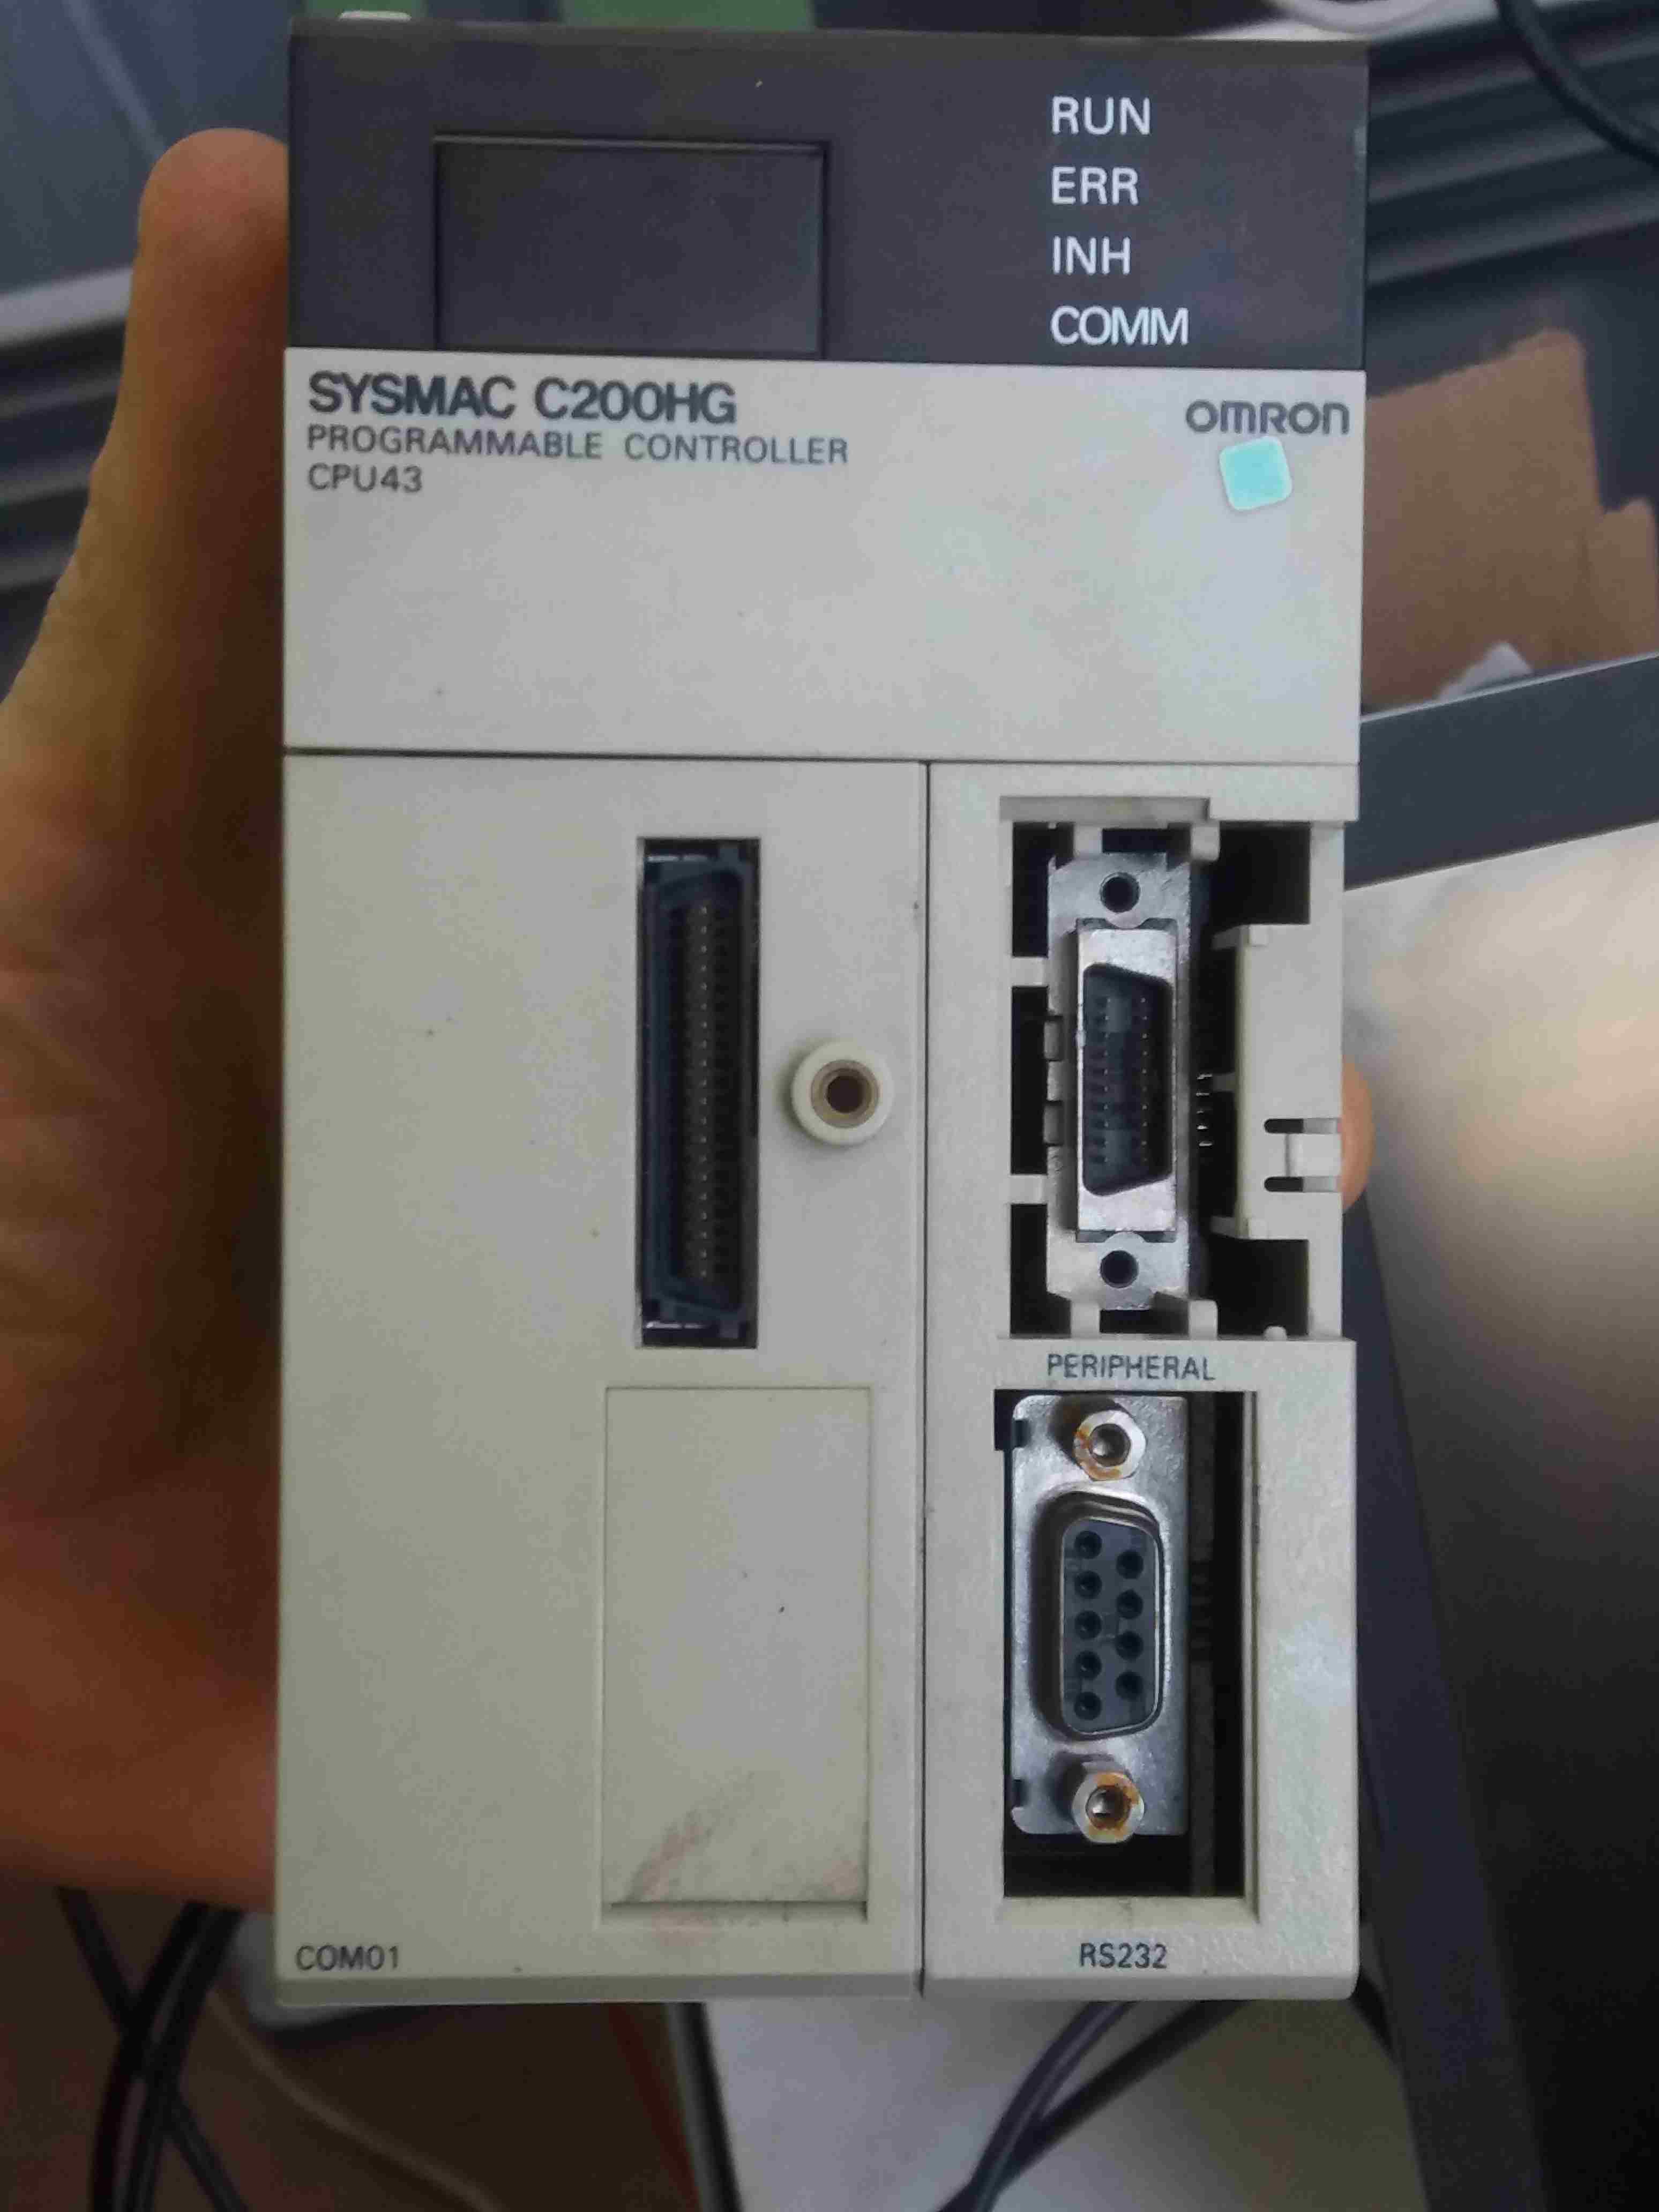 RUN
ERR
INH
COMM
SYSMAC C200HG
OMRON
PROGRAMMABLE CONTROLLER
CPU43
PERIPHERAL
COM01
RS232